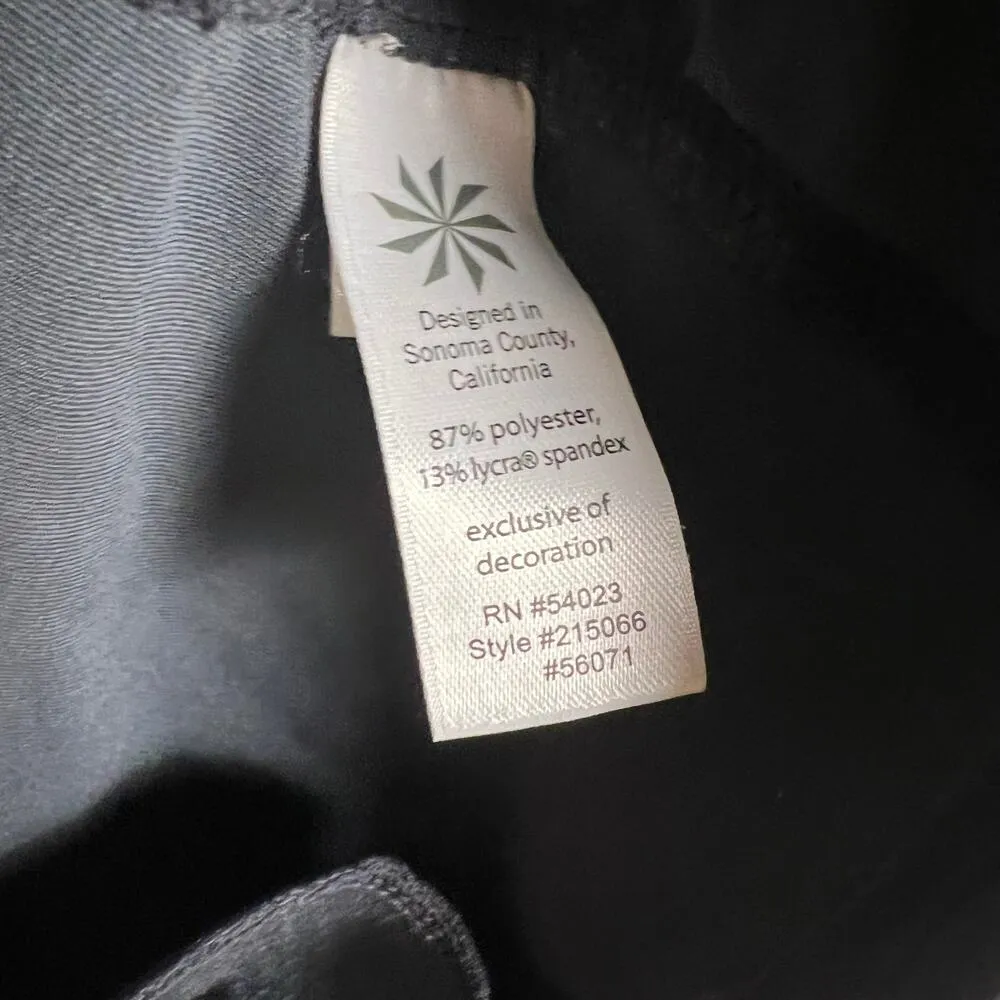 Designed in
Sonoma County,
California
87% polyester,
13% lycra® spandex
exclusive of
decoration
RN #54023
Style #215066
#56071